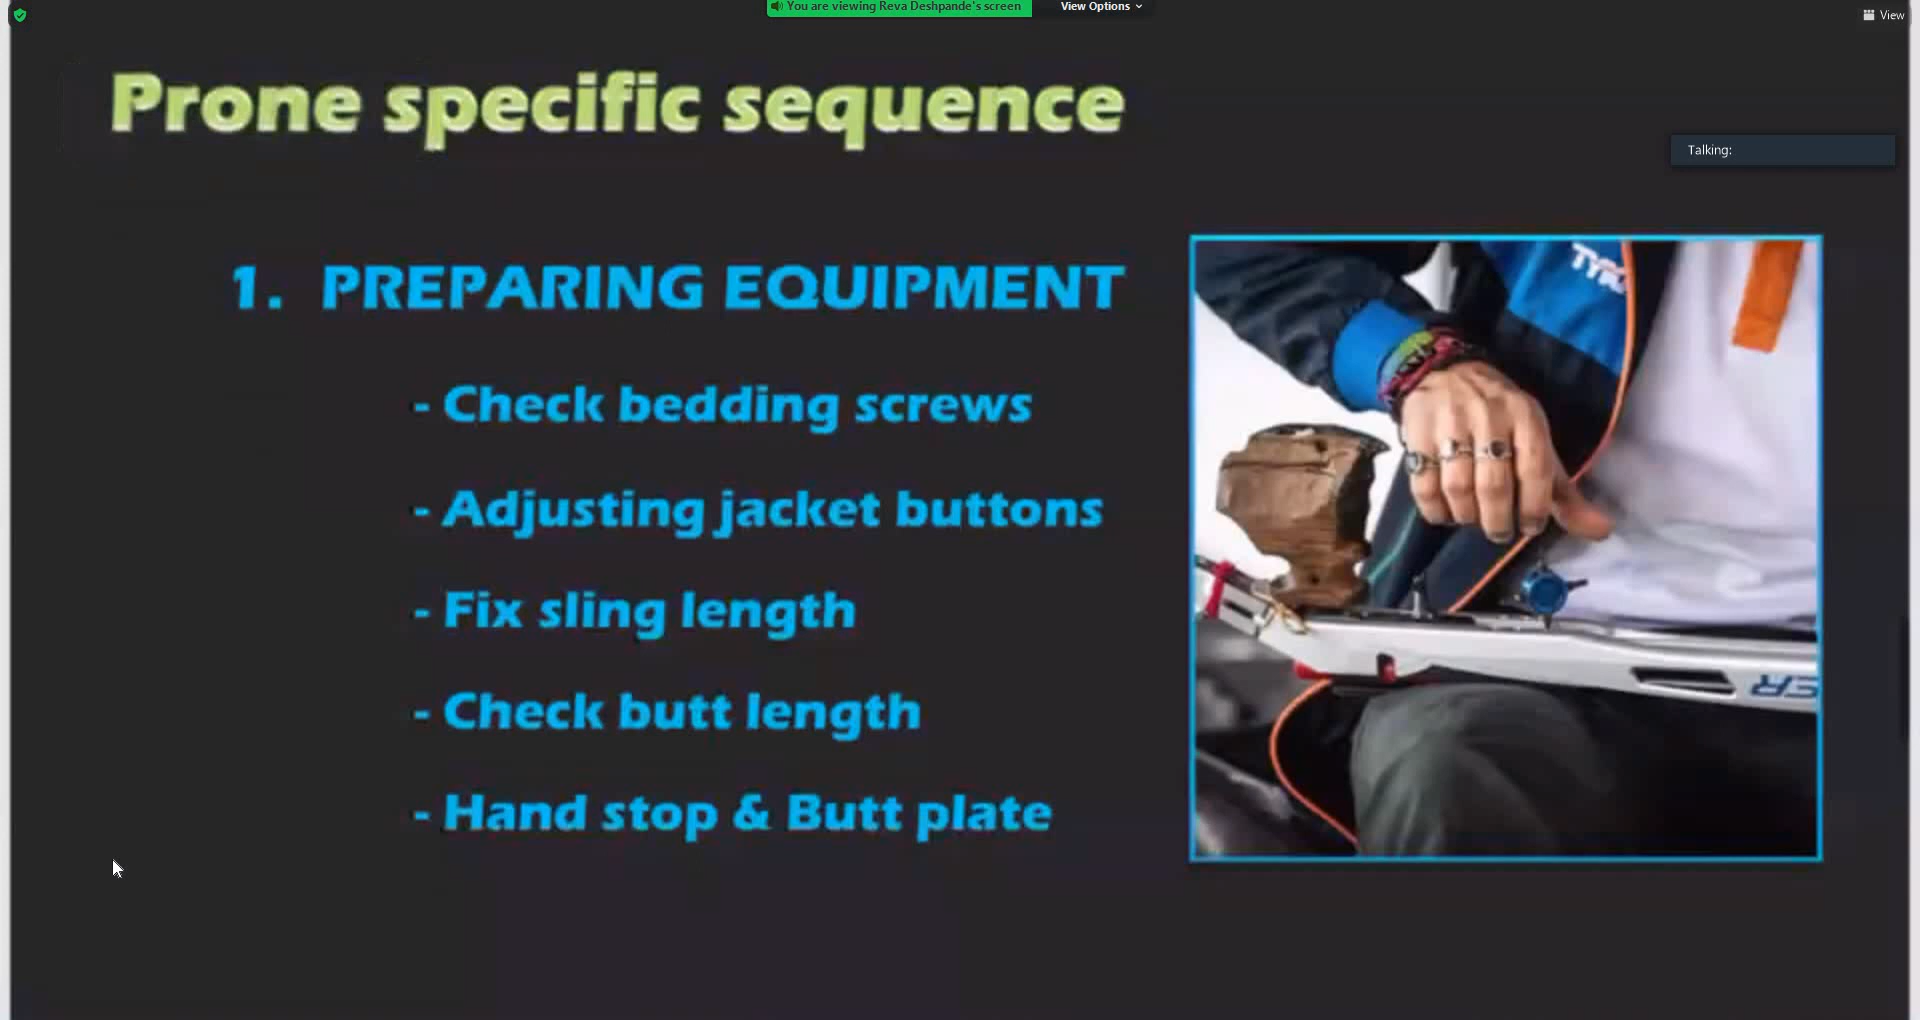 You are viewing Reva Deshpande's screen
View Options
View
Prone specific sequence
Talking:
1. PREPARING EQUIPMENT
- Check bedding screws
- Adjusting jacket buttons
- Fix sling length
- Check butt length
- Hand stop & Butt plate